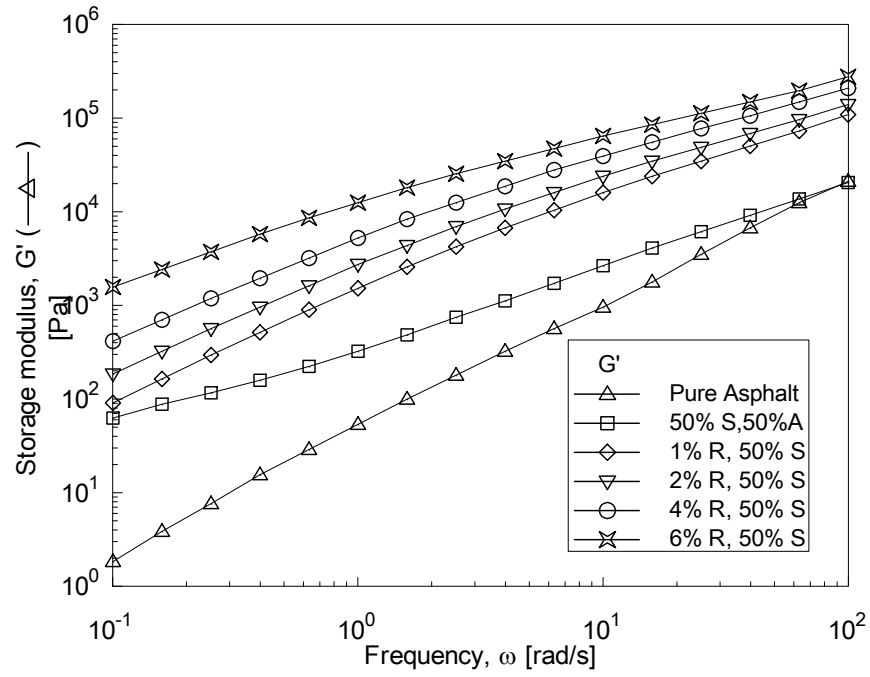 10^6
10^5
10^4
10^3
10^2
10^1
10^0
Storage modulus, G' (—△—)
[Pa]
10^-1
10^0
10^1
10^2
Frequency, ω [rad/s]
G'
Pure Asphalt
50% S,50%A
1% R, 50% S
2% R, 50% S
4% R, 50% S
6% R, 50% S